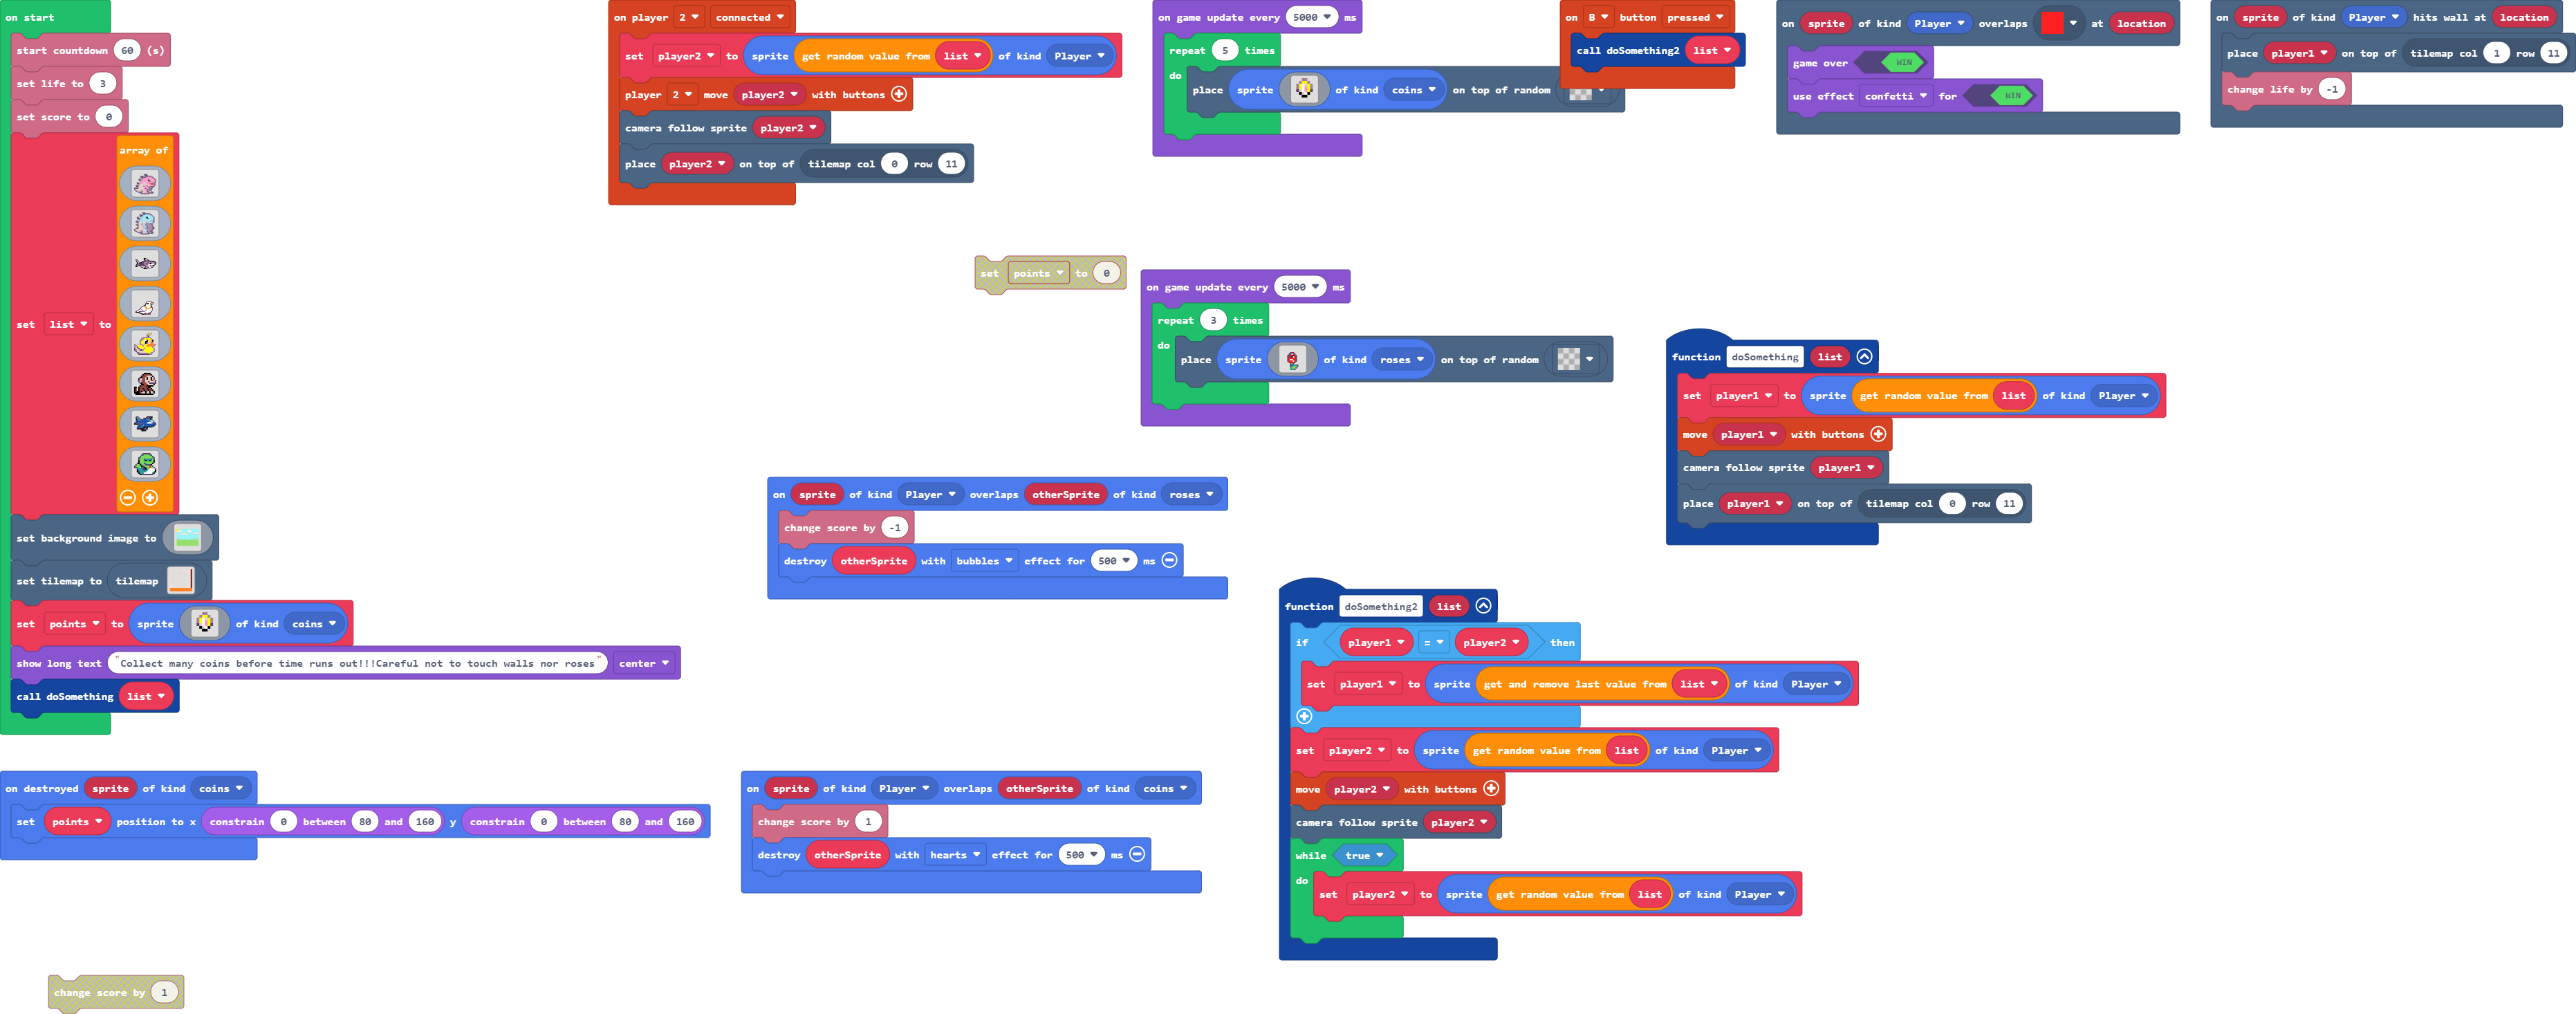 on start
start countdown 60 (s)
set life to 3
set score to 0
set list to array of
set background image to
set tilemap to tilemap
set points to sprite of kind coins
show long text "Collect many coins before time runs out!!!Careful not to touch walls nor roses" center
call doSomething list
on player 2 connected
set player2 to sprite get random value from list of kind Player
player 2 move player2 with buttons
camera follow sprite player2
place player2 on top of tilemap col 0 row 11
on game update every 5000 ms
repeat 5 times
do place sprite of kind coins on top of random
on B button pressed
call doSomething2 list
on sprite of kind Player overlaps at location
game over WIN
use effect confetti for WIN
on sprite of kind Player hits wall at location
place player1 on top of tilemap col 1 row 11
change life by -1
set points to 0
on game update every 5000 ms
repeat 3 times
do place sprite of kind roses on top of random
function doSomething list
set player1 to sprite get random value from list of kind Player
move player1 with buttons
camera follow sprite player1
place player1 on top of tilemap col 0 row 11
on sprite of kind Player overlaps otherSprite of kind roses
change score by -1
destroy otherSprite with bubbles effect for 500 ms
function doSomething2 list
if player1 = player2 then
set player1 to sprite get and remove last value from list of kind Player
set player2 to sprite get random value from list of kind Player
move player2 with buttons
camera follow sprite player2
while true
do set player2 to sprite get random value from list of kind Player
on destroyed sprite of kind coins
set points position to x constrain 0 between 80 and 160 y constrain 0 between 80 and 160
on sprite of kind Player overlaps otherSprite of kind coins
change score by 1
destroy otherSprite with hearts effect for 500 ms
change score by 1